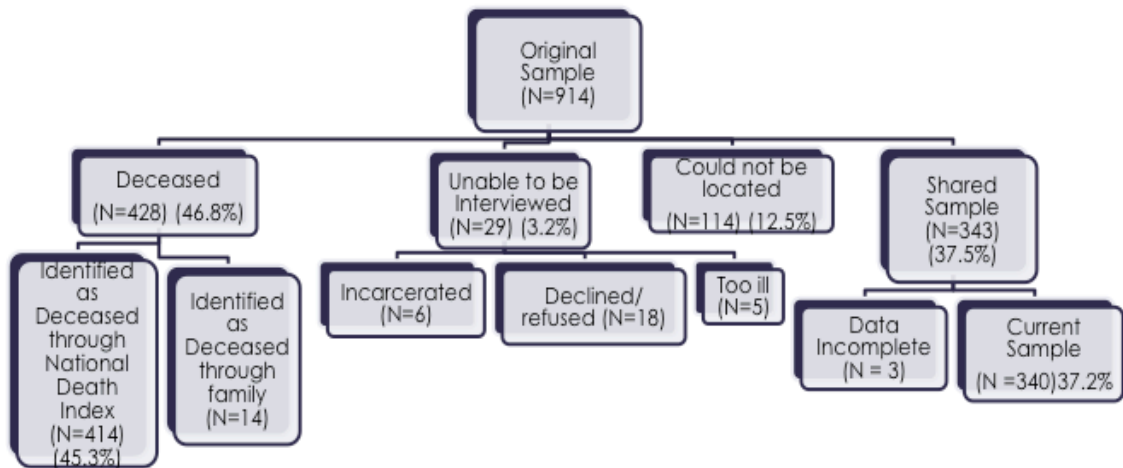 Original
Sample
(N=914)
Deceased
(N=428) (46.8%)
Unable to be
Interviewed
(N=29) (3.2%)
Could not be
located
(N=114) (12.5%)
Shared
Sample
(N=343)
(37.5%)
Identified
as
Deceased
through
National
Death
Index
(N=414)
(45.3%)
Identified
as
Deceased
through
family
(N=14)
Incarcerated
(N=6)
Declined/
refused (N=18)
Too ill
(N=5)
Data
Incomplete
(N = 3)
Current
Sample
(N =340)37.2%